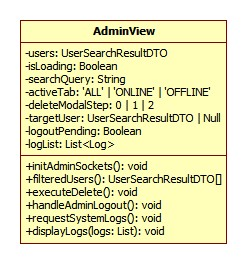 AdminView
-users: UserSearchResultDTO
-isLoading: Boolean
-searchQuery: String
-activeTab: 'ALL' | 'ONLINE' | 'OFFLINE'
-deleteModalStep: 0 | 1 | 2
-targetUser: UserSearchResultDTO | Null
-logoutPending: Boolean
-logList: List<Log>
+initAdminSockets(): void
+filteredUsers(): UserSearchResultDTO[]
+executeDelete(): void
+handleAdminLogout(): void
+requestSystemLogs(): void
+displayLogs(logs: List): void